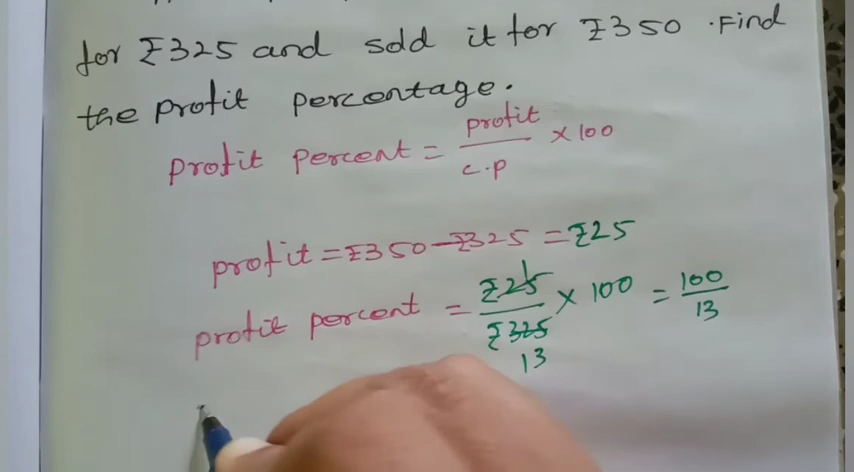 for ₹325 and sold it for ₹350 . Find
the profit percentage.
profit percent = profit / c.p × 100
profit = ₹350 - ₹325 = ₹25
profit percent = ₹25 / ₹325 × 100 = 100 / 13
1
13